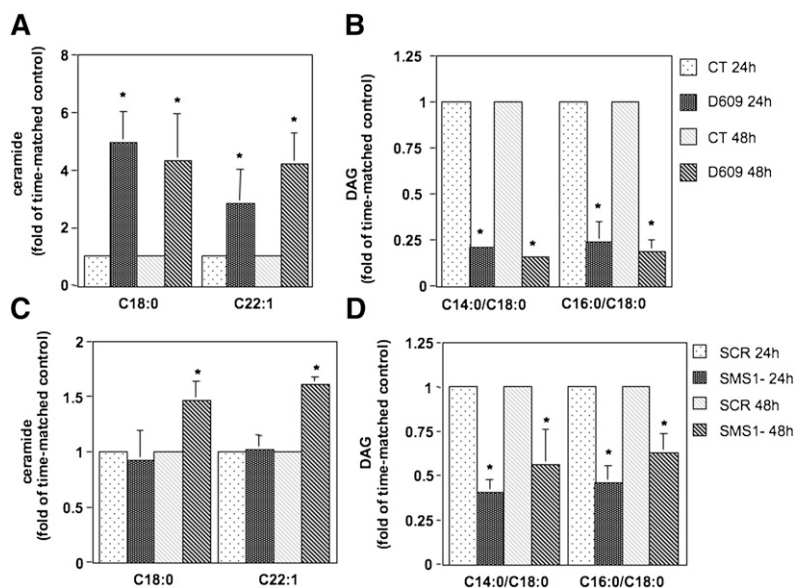 A
ceramide
(fold of time-matched control)
8
6
4
2
0
*
*
*
*
C18:0
C22:1
B
DAG
(fold of time-matched control)
1.25
1
0.75
0.5
0.25
0
*
*
*
*
C14:0/C18:0
C16:0/C18:0
CT 24h
D609 24h
CT 48h
D609 48h
C
ceramide
(fold of time-matched control)
2
1.5
1
0.5
0
*
*
C18:0
C22:1
D
DAG
(fold of time-matched control)
1.25
1
0.75
0.5
0.25
0
*
*
*
*
C14:0/C18:0
C16:0/C18:0
SCR 24h
SMS1- 24h
SCR 48h
SMS1- 48h